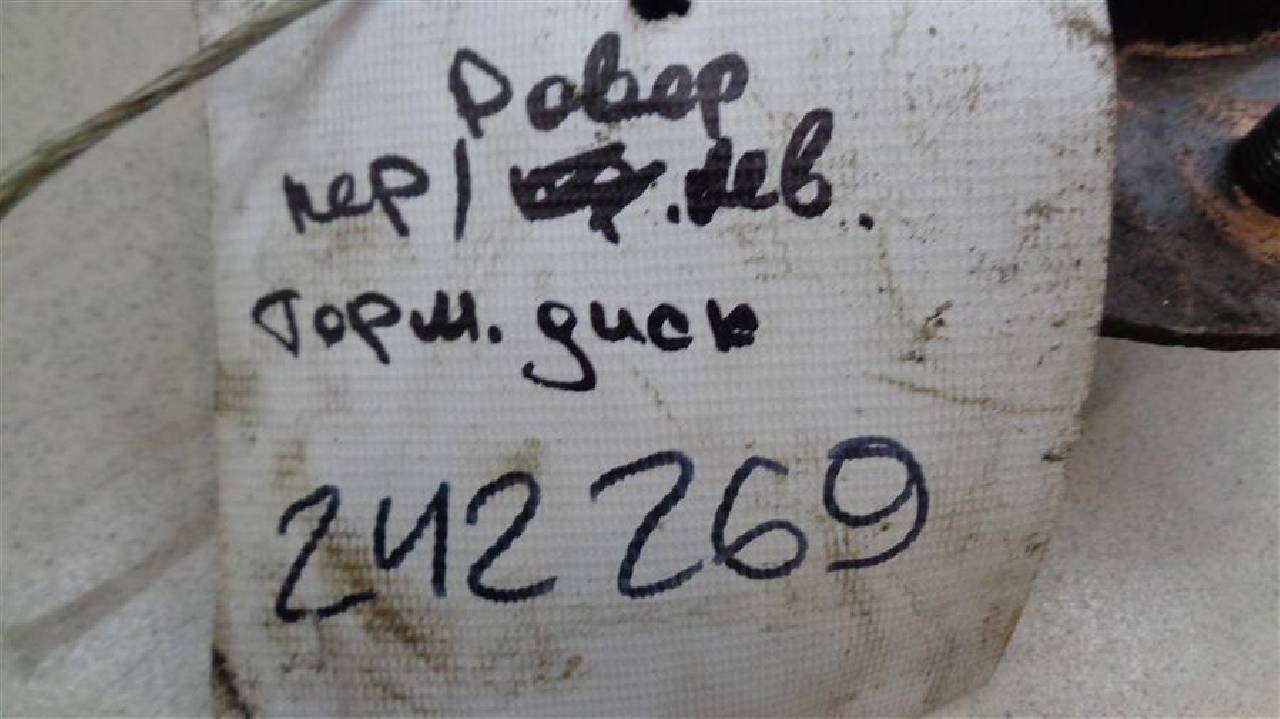 Ровер
пер/ .лев.
Торм. диск
242269